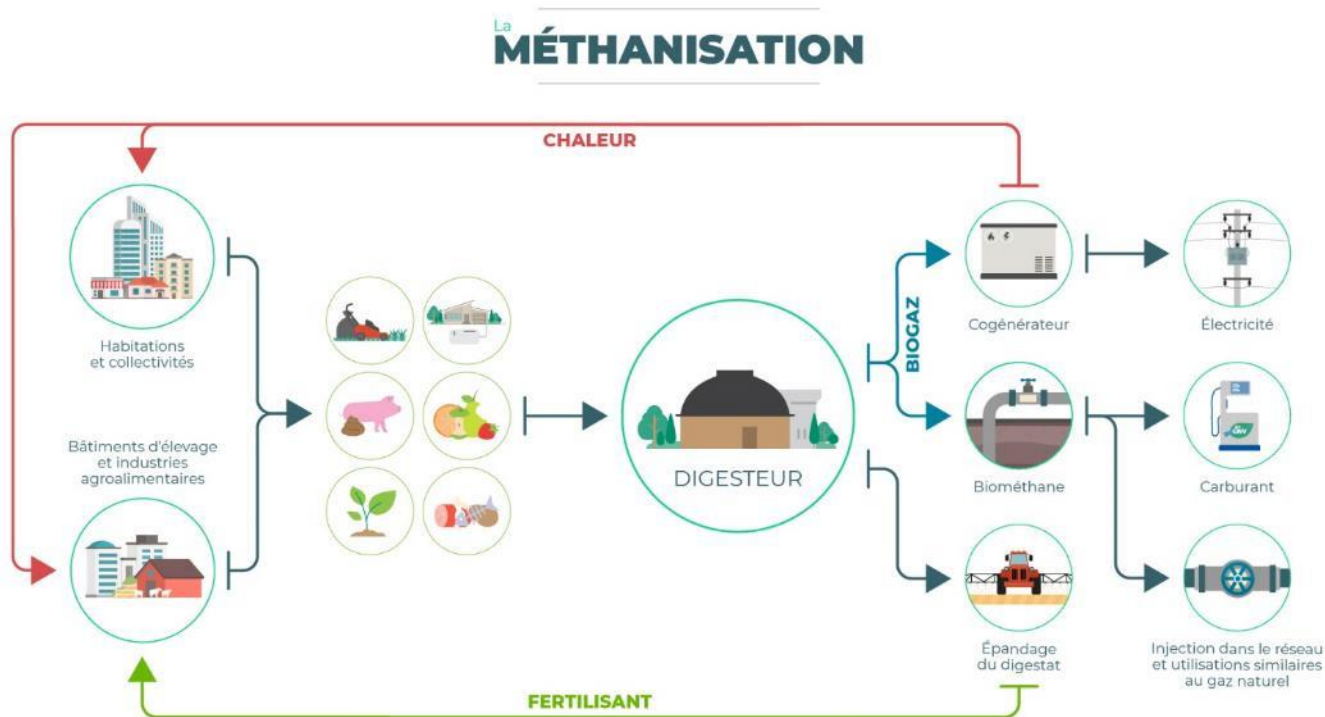 La
MÉTHANISATION
CHALEUR
Habitations
et collectivités
Bâtiments d'élevage
et industries
agroalimentaires
DIGESTEUR
BIOGAZ
Cogénérateur
Électricité
Biométhane
Carburant
Épandage
du digestat
Injection dans le réseau
et utilisations similaires
au gaz naturel
FERTILISANT